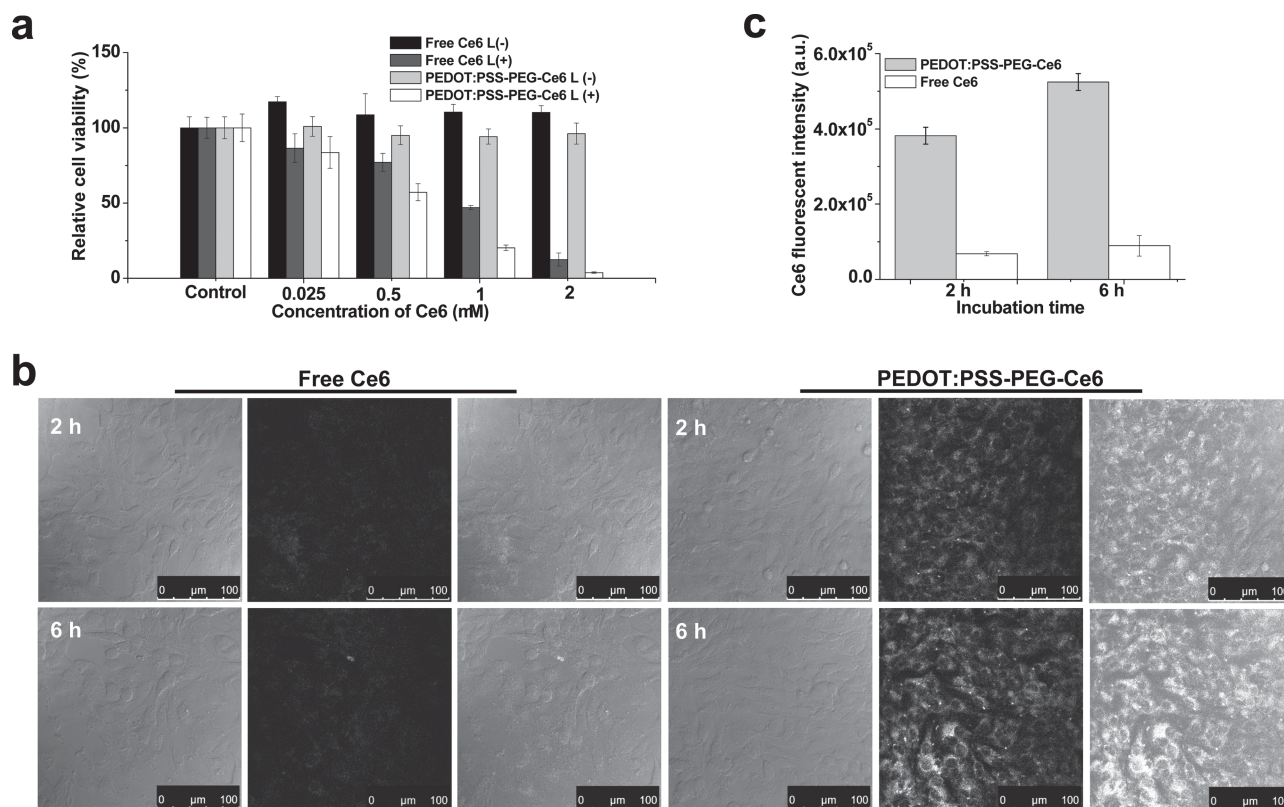 a
Relative cell viability (%)
150
100
50
0
Free Ce6 L(-)
Free Ce6 L(+)
PEDOT:PSS-PEG-Ce6 L (-)
PEDOT:PSS-PEG-Ce6 L (+)
Control 0.025 0.5 1 2
Concentration of Ce6 (mM)
c
Ce6 fluorescent intensity (a.u.)
6.0x10⁵
4.0x10⁵
2.0x10⁵
0.0
PEDOT:PSS-PEG-Ce6
Free Ce6
2 h 6 h
Incubation time
b
Free Ce6 PEDOT:PSS-PEG-Ce6
2 h 2 h
0 µm 100 0 µm 100 0 µm 100 0 µm 100 0 µm 100 0 µm 100
6 h 6 h
0 µm 100 0 µm 100 0 µm 100 0 µm 100 0 µm 100 0 µm 100